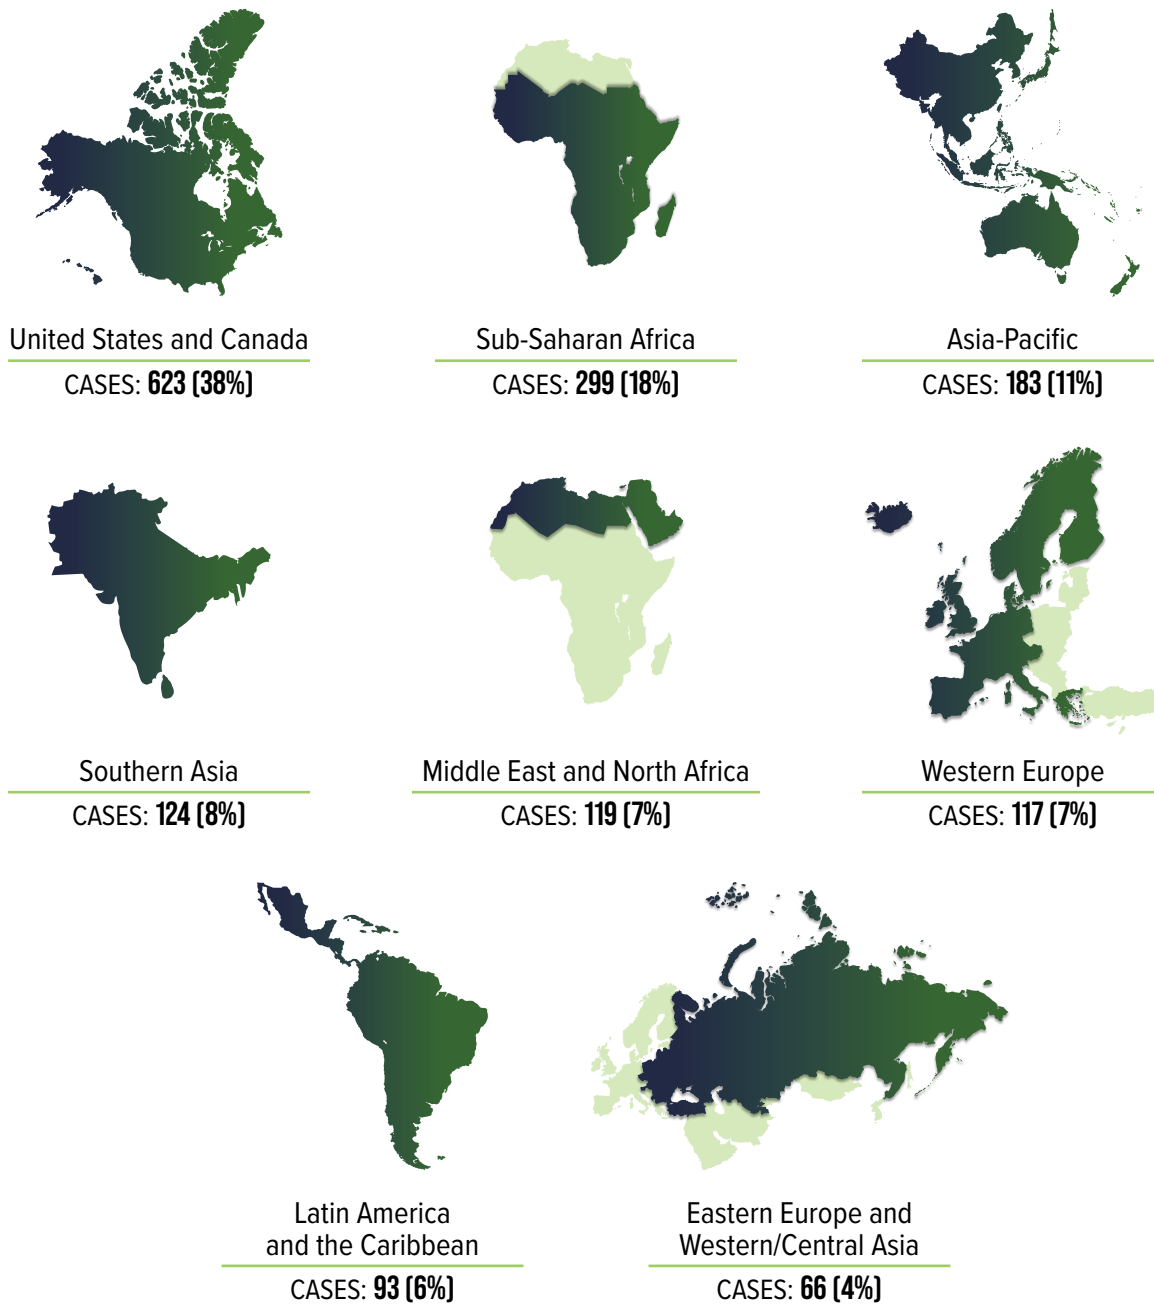 United States and Canada
CASES: 623 (38%)
Sub-Saharan Africa
CASES: 299 (18%)
Asia-Pacific
CASES: 183 (11%)
Southern Asia
CASES: 124 (8%)
Middle East and North Africa
CASES: 119 (7%)
Western Europe
CASES: 117 (7%)
Latin America
and the Caribbean
CASES: 93 (6%)
Eastern Europe and
Western/Central Asia
CASES: 66 (4%)